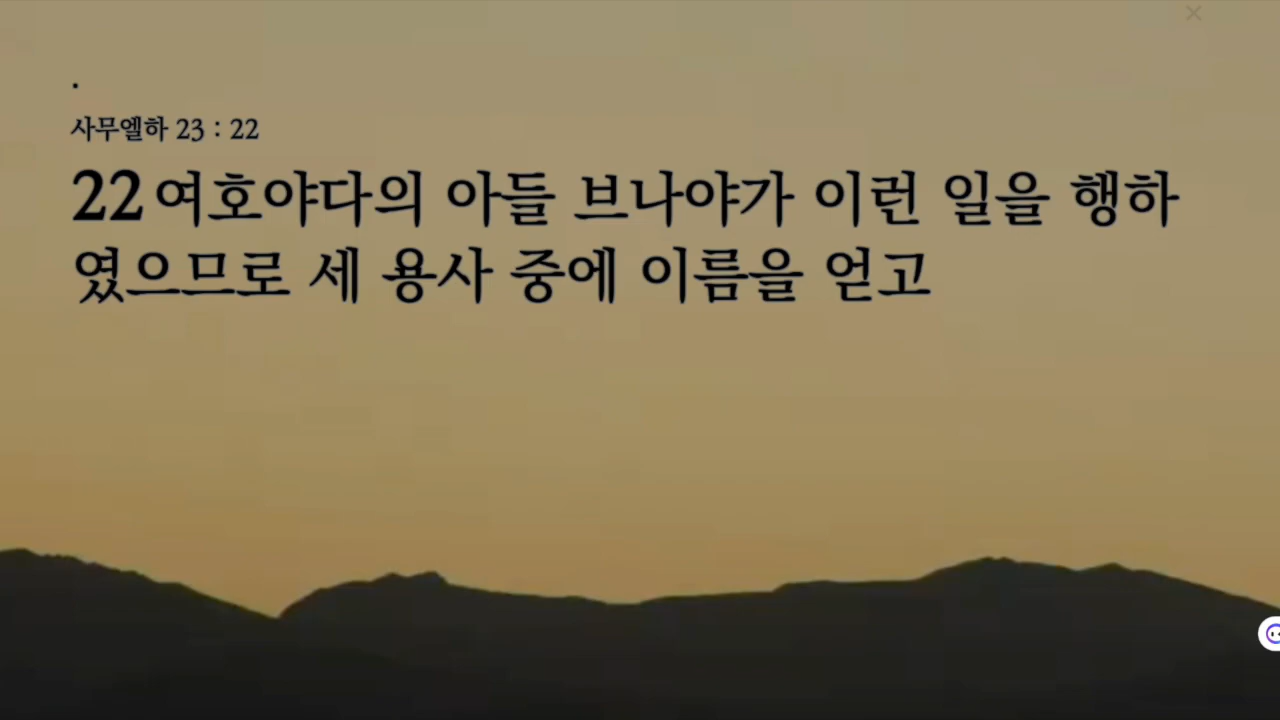 .
사무엘하 23 : 22
22 여호야다의 아들 브나야가 이런 일을 행하
였으므로 세 용사 중에 이름을 얻고